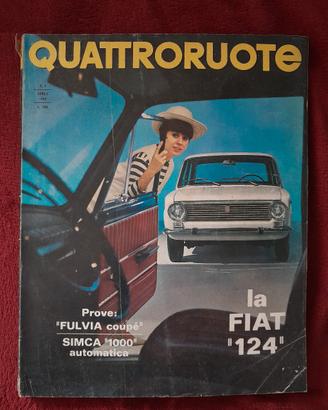 QUATTRORUOTE
la
FIAT
"124"
Prove:
"FULVIA coupé"
SIMCA "1000"
automatica